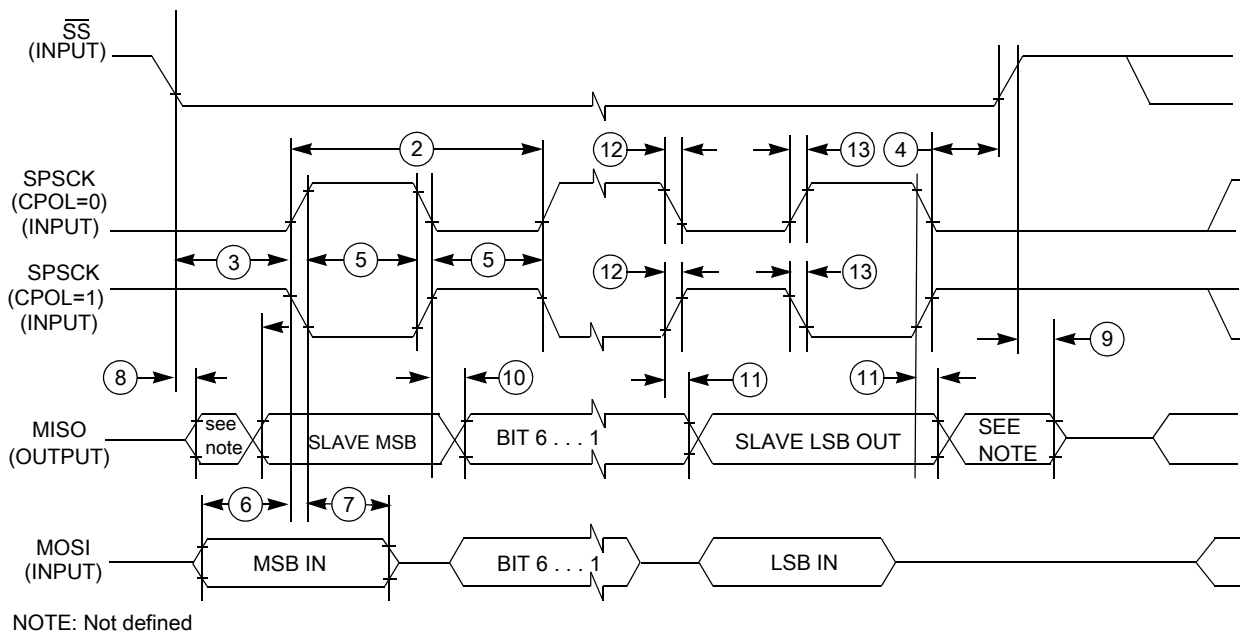 SS
(INPUT)
2
12
13
4
SPSCK
(CPOL=0)
(INPUT)
3
5
5
SPSCK
(CPOL=1)
(INPUT)
12
13
8
10
11
11
9
MISO
(OUTPUT)
see
note
SLAVE MSB
BIT 6 . . . 1
SLAVE LSB OUT
SEE
NOTE
6
7
MOSI
(INPUT)
MSB IN
BIT 6 . . . 1
LSB IN
NOTE: Not defined